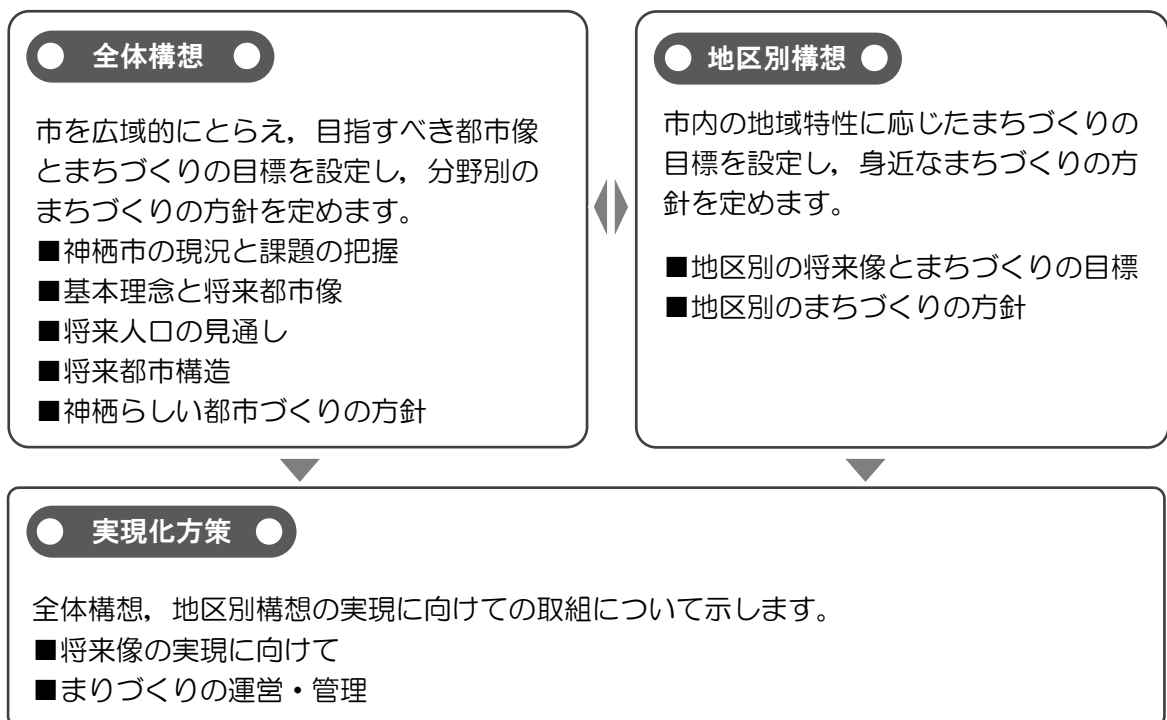 全体構想
市を広域的にとらえ，目指すべき都市像
とまちづくりの目標を設定し，分野別の
まちづくりの方針を定めます。
■神栖市の現況と課題の把握
■基本理念と将来都市像
■将来人口の見通し
■将来都市構造
■神栖らしい都市づくりの方針
地区別構想
市内の地域特性に応じたまちづくりの
目標を設定し，身近なまちづくりの方
針を定めます。
■地区別の将来像とまちづくりの目標
■地区別のまちづくりの方針
実現化方策
全体構想，地区別構想の実現に向けての取組について示します。
■将来像の実現に向けて
■まりづくりの運営・管理